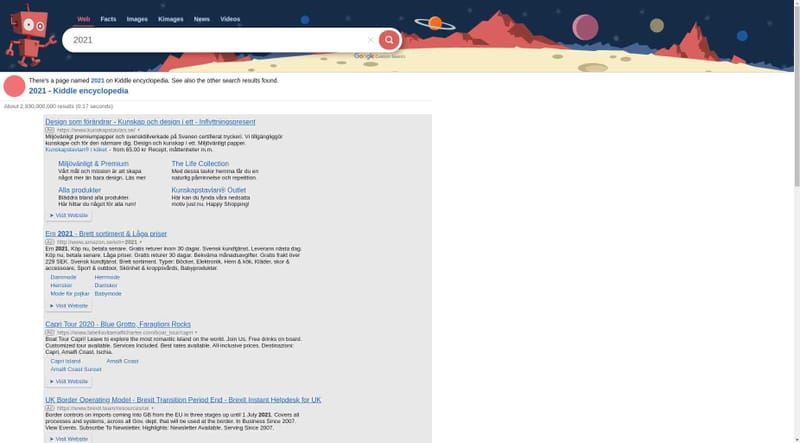 Web Facts Images Kimages News Videos
2021
Google Custom Search
There's a page named 2021 on Kiddle encyclopedia. See also the other search results found.
2021 - Kiddle encyclopedia
About 2,830,000,000 results (0.17 seconds)
Design som förändrar - Kunskap och design i ett - Inflyttningspresent
Ad https://www.kunskapstavlan.se/
Miljövänligt premiumpapper och svensktillverkade på Svanen certifierat tryckeri. Vi tillgängliggör
kunskape och för den närmare dig. Design och kunskap i ett. Miljövänligt papper.
Kunskapstavlan® i köket - from 65.00 kr Recept, måttenheter m.m.
Miljövänligt & Premium The Life Collection
Vårt mål och mission är att skapa Med dessa tavlor hemma får du en
något mer än bara design. Läs mer naturlig påminnelse och repetition.
Alla produkter Kunskapstavlan® Outlet
Bläddra bland alla produkter Här kan du fynda våra nedsatta
Här hittar du något för alla rum! motiv just nu. Happy Shopping!
Visit Website
Em 2021 - Brett sortiment & Låga priser
Ad http://www.amazon.se/em+2021
Em 2021. Köp nu, betala senare. Gratis returer inom 30 dagar. Svensk kundtjänst. Leverans nästa dag.
Köp nu, betala senare. Låga priser. Gratis returer 30 dagar. Bekväma månadsavgifter. Gratis frakt över
229 SEK. Svensk kundtjänst. Brett sortiment. Typer: Böcker, Elektronik, Hem & kök, Kläder, skor &
accessoare, Sport & outdoor, Skönhet & kroppsvårds, Babyprodukter.
Dammode Herrmode
Herrskor Damskor
Mode för pojkar Babymode
Visit Website
Capri Tour 2020 - Blue Grotto, Faraglioni Rocks
Ad
Boat Tour Capri! Leave to explore the most romantic island on the world. Join Us. Free drinks on board.
Customized tour available. Services Included. Best rates available. All-inclusive prices. Destinazioni:
Capri, Amalfi Coast, Ischia.
Capri Island Amalfi Coast
Amalfi Coast Sunset
Visit Website
UK Border Operating Model - Brexit Transition Period End - Brexit Instant Helpdesk for UK
Ad https://www.brexit.team/resources/uk
Border controls on imports coming into GB from the EU in three stages up until 1 July 2021. Covers all
processes and systems, across all Gov. dept. that will be used at the border. In Business Since 2007.
View Events. Subscribe To Newsletter. Highlights: Newsletter Available, Serving Since 2007.
Visit Website